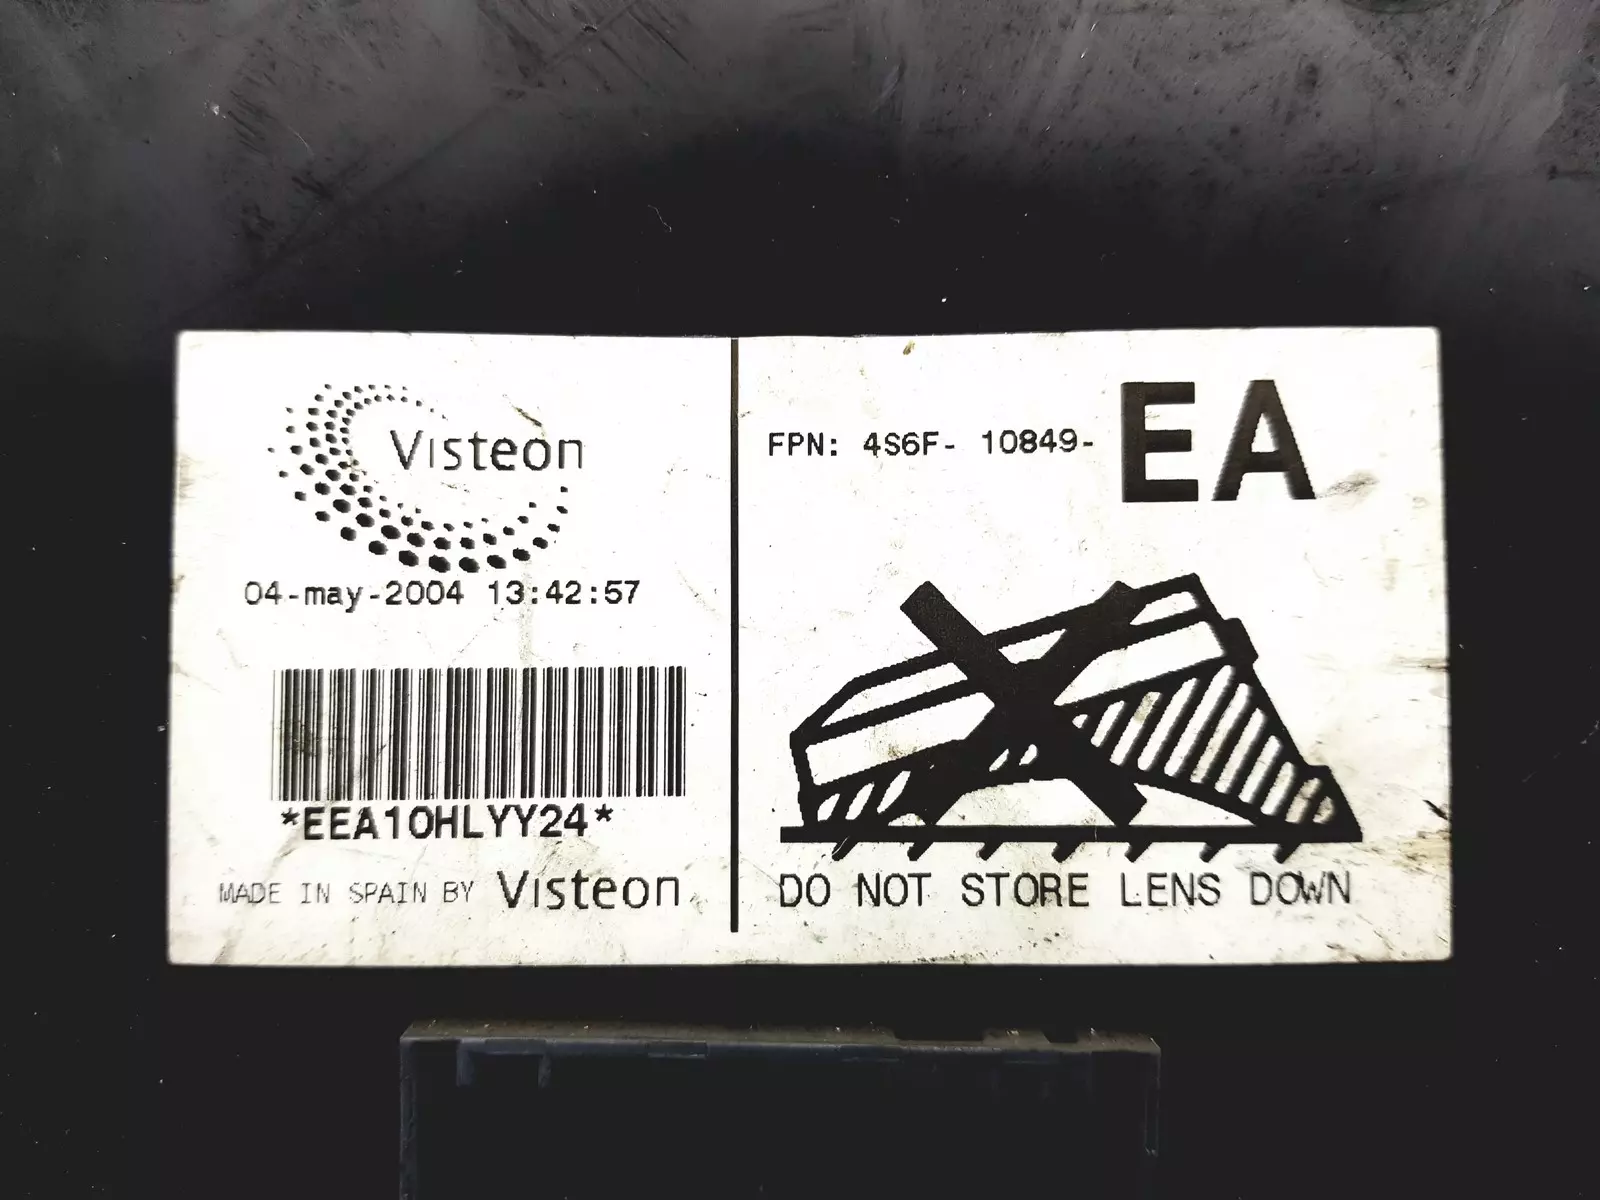 Visteon
04-may-2004 13:42:57
*EEA10HLYY24*
MADE IN SPAIN BY Visteon
FPN: 4S6F- 10849- EA
DO NOT STORE LENS DOWN